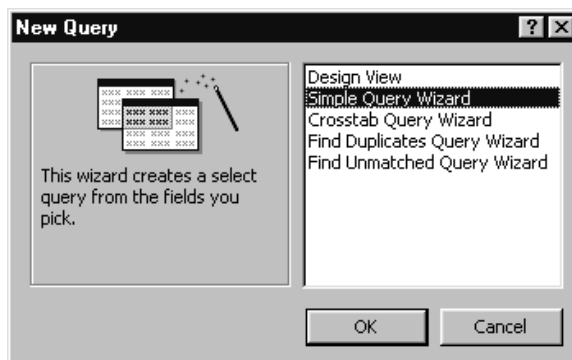 New Query
This wizard creates a select
query from the fields you
pick.
Design View
Simple Query Wizard
Crosstab Query Wizard
Find Duplicates Query Wizard
Find Unmatched Query Wizard
OK
Cancel